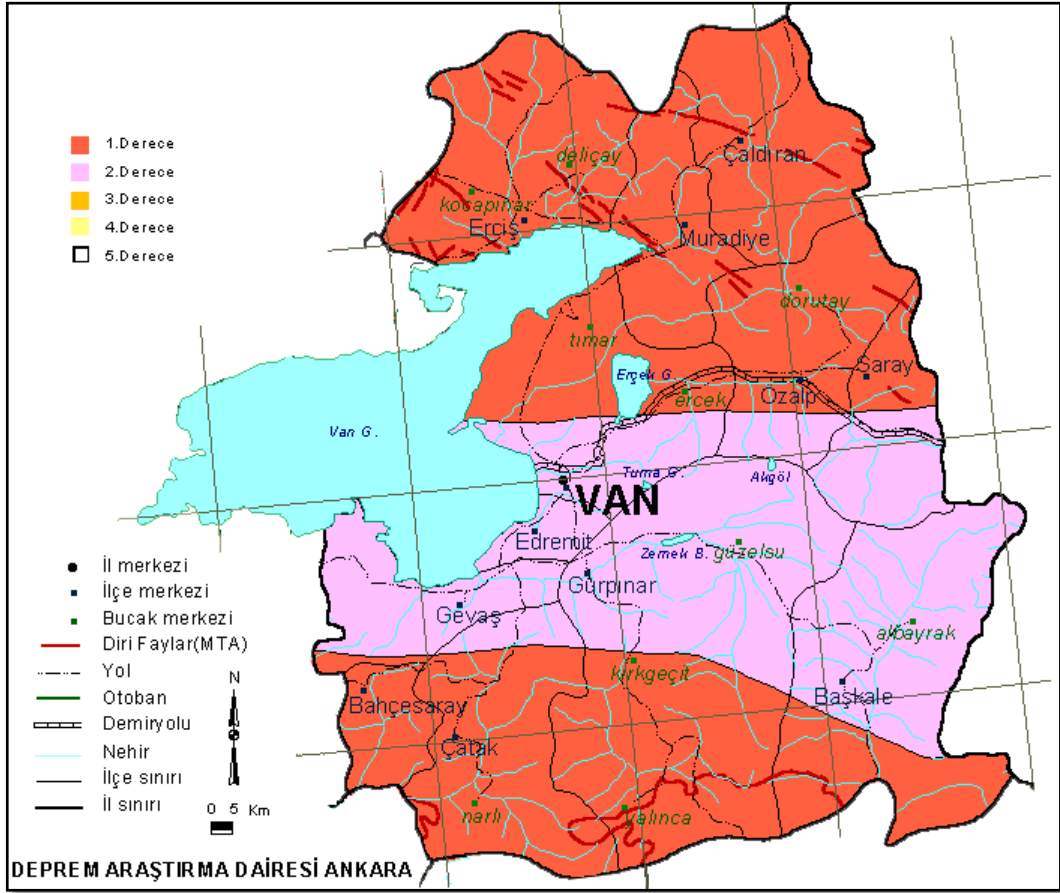 1.Derece
2.Derece
3.Derece
4.Derece
5.Derece
deliçay
Çaldıran
kocapınar
Erciş
Muradiye
dorutay
tımar
Erçek G.
Saray
ercek
Özalp
Van G.
Tuma G.
Akgöl
VAN
Edremit
Zernek B.
güzelsu
Gürpınar
Gevaş
albayrak
kırkgeçit
Başkale
Bahçesaray
Çatak
narlı
yalınca
İl merkezi
İlçe merkezi
Bucak merkezi
Diri Faylar(MTA)
Yol
Otoban
Demiryolu
Nehir
İlçe sınırı
İl sınırı
N
0 5 Km
DEPREM ARAŞTIRMA DAİRESİ ANKARA